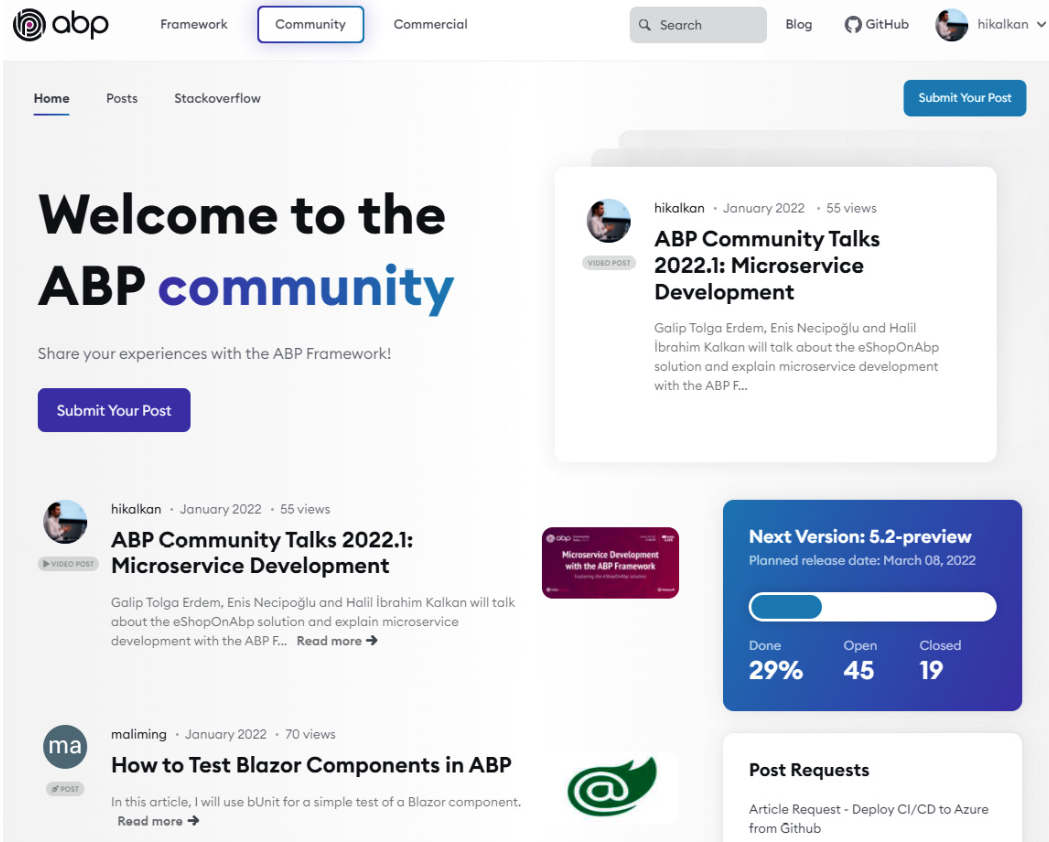 abp Framework Community Commercial Search Blog GitHub hikalkan
Home Posts Stackoverflow Submit Your Post
Welcome to the
ABP community
Share your experiences with the ABP Framework!
Submit Your Post
hikalkan • January 2022 • 55 views
VIDEO POST
ABP Community Talks
2022.1: Microservice
Development
Galip Tolga Erdem, Enis Necipoğlu and Halil
İbrahim Kalkan will talk about the eShopOnAbp
solution and explain microservice development
with the ABP F...
hikalkan • January 2022 • 55 views
VIDEO POST
ABP Community Talks 2022.1:
Microservice Development
Galip Tolga Erdem, Enis Necipoğlu and Halil İbrahim Kalkan will talk
about the eShopOnAbp solution and explain microservice
development with the ABP F... Read more →
abp
Microservice Development
with the ABP Framework
Exploring the eShopOnAbp solution
Next Version: 5.2-preview
Planned release date: March 08, 2022
Done Open Closed
29% 45 19
ma
maliming • January 2022 • 70 views
POST
How to Test Blazor Components in ABP
In this article, I will use bUnit for a simple test of a Blazor component.
Read more →
@
Post Requests
Article Request - Deploy CI/CD to Azure
from Github